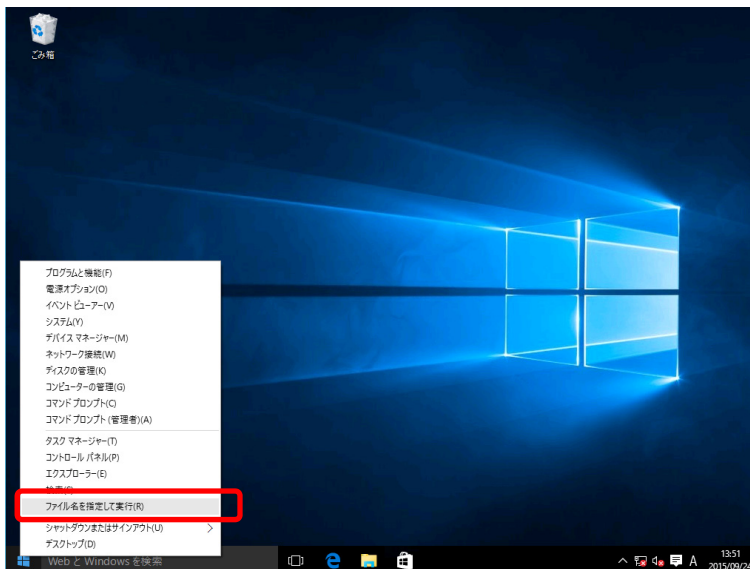 ごみ箱
プログラムと機能(F)
電源オプション(O)
イベント ビューアー(V)
システム(Y)
デバイス マネージャー(M)
ネットワーク接続(W)
ディスクの管理(K)
コンピューターの管理(G)
コマンド プロンプト(C)
コマンド プロンプト (管理者)(A)
タスク マネージャー(T)
コントロール パネル(P)
エクスプローラー(E)
ファイル名を指定して実行(R)
シャットダウンまたはサインアウト(U)
デスクトップ(D)
Web と Windows を検索
A
13:51
2015/09/24